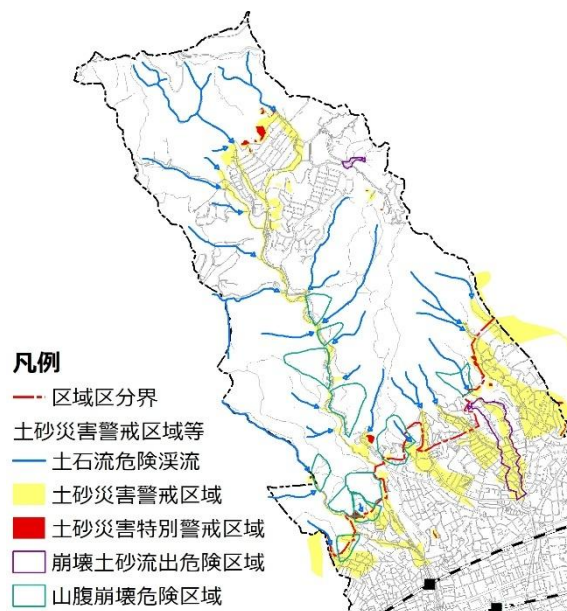 凡例
区域区分界
土砂災害警戒区域等
土石流危険渓流
土砂災害警戒区域
土砂災害特別警戒区域
崩壊土砂流出危険区域
山腹崩壊危険区域